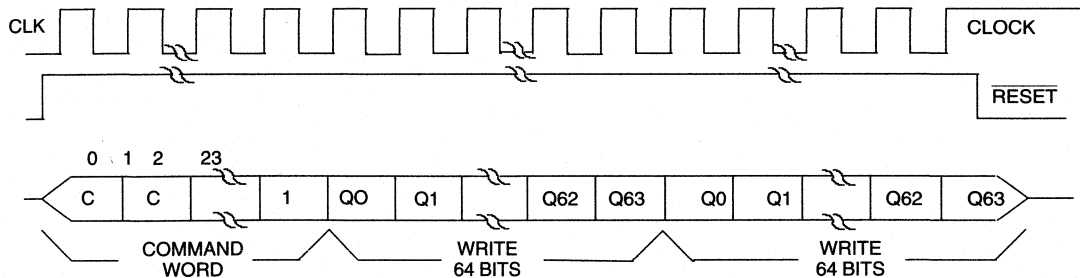 CLK CLOCK
RESET
0 1 2 23
C C 1 Q0 Q1 Q62 Q63 Q0 Q1 Q62 Q63
COMMAND WRITE WRITE
WORD 64 BITS 64 BITS